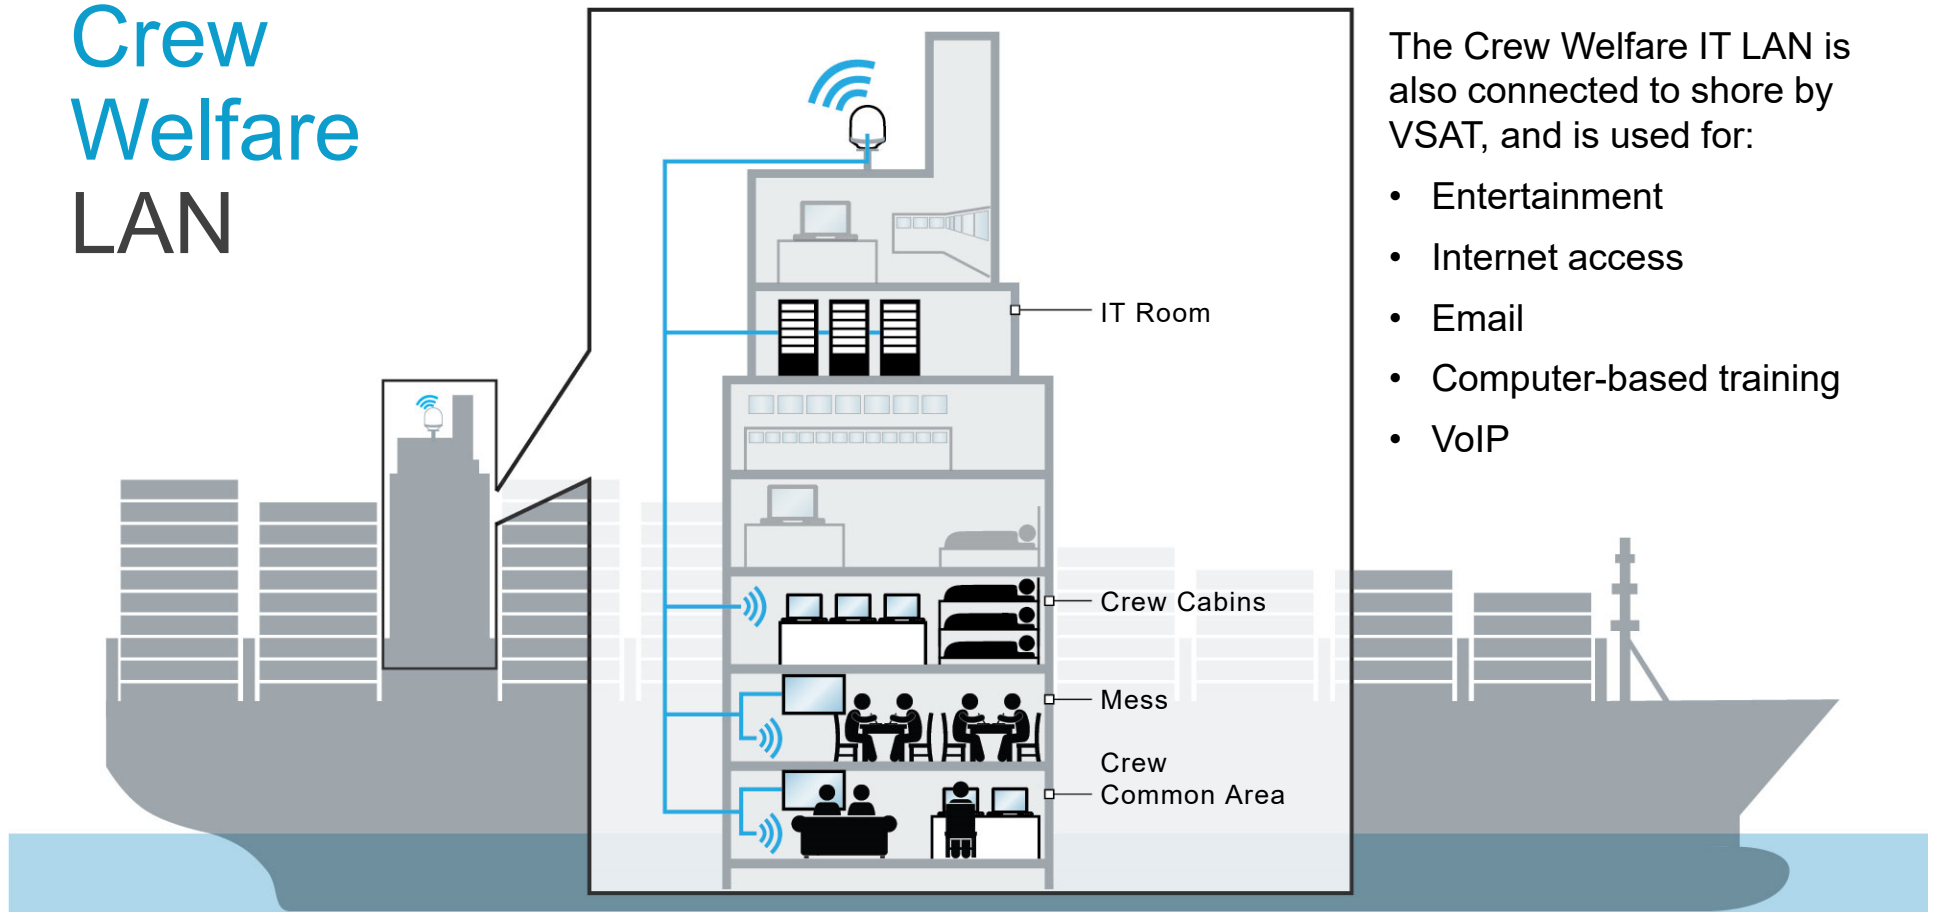 Crew
Welfare
LAN
The Crew Welfare IT LAN is
also connected to shore by
VSAT, and is used for:
• Entertainment
• Internet access
• Email
• Computer-based training
• VoIP
IT Room
Crew Cabins
Mess
Crew
Common Area